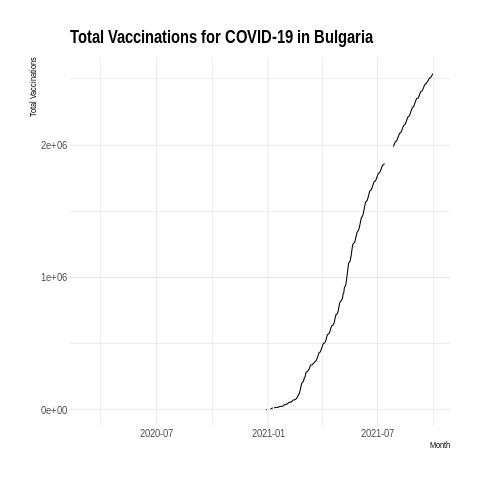 Total Vaccinations for COVID-19 in Bulgaria
Total Vaccinations
2e+06
1e+06
0e+00
2020-07
2021-01
2021-07
Month